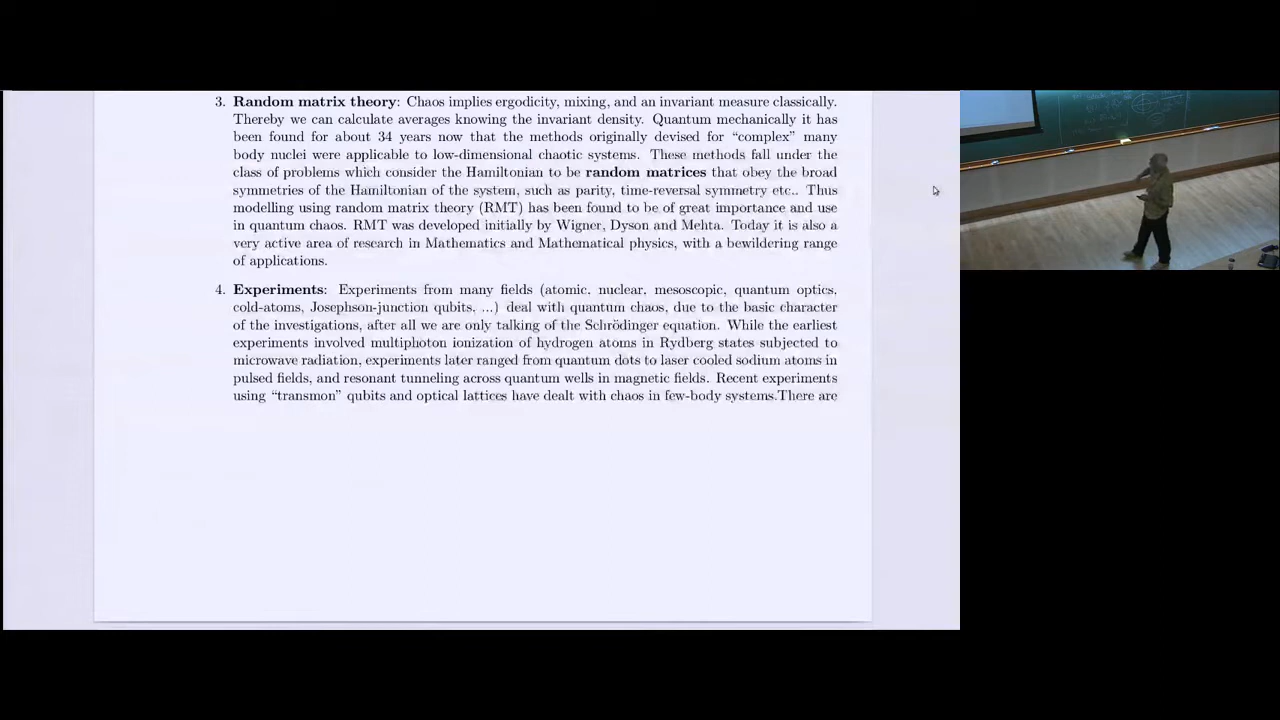 3. Random matrix theory: Chaos implies ergodicity, mixing, and an invariant measure classically.
Thereby we can calculate averages knowing the invariant density. Quantum mechanically it has
been found for about 34 years now that the methods originally devised for “complex” many
body nuclei were applicable to low-dimensional chaotic systems. These methods fall under the
class of problems which consider the Hamiltonian to be random matrices that obey the broad
symmetries of the Hamiltonian of the system, such as parity, time-reversal symmetry etc.. Thus
modelling using random matrix theory (RMT) has been found to be of great importance and use
in quantum chaos. RMT was developed initially by Wigner, Dyson and Mehta. Today it is also a
very active area of research in Mathematics and Mathematical physics, with a bewildering range
of applications.
4. Experiments: Experiments from many fields (atomic, nuclear, mesoscopic, quantum optics,
cold-atoms, Josephson-junction qubits, ...) deal with quantum chaos, due to the basic character
of the investigations, after all we are only talking of the Schrödinger equation. While the earliest
experiments involved multiphoton ionization of hydrogen atoms in Rydberg states subjected to
microwave radiation, experiments later ranged from quantum dots to laser cooled sodium atoms in
pulsed fields, and resonant tunneling across quantum wells in magnetic fields. Recent experiments
using “transmon” qubits and optical lattices have dealt with chaos in few-body systems.There are